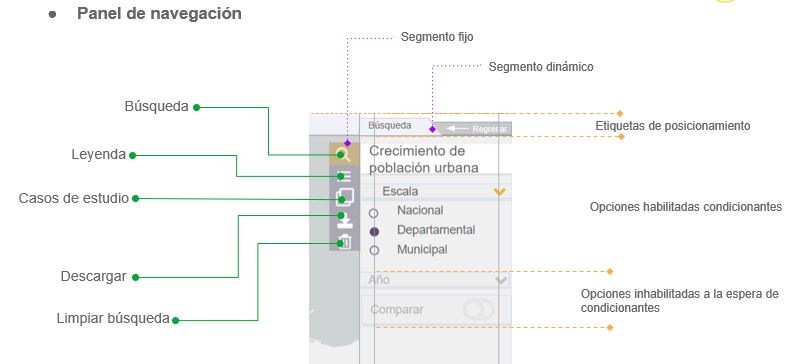 ● Panel de navegación
Segmento fijo
Segmento dinámico
Búsqueda
Búsqueda
Regresar
Etiquetas de posicionamiento
Leyenda
Crecimiento de
población urbana
Casos de estudio
Escala
Nacional
Opciones habilitadas condicionantes
Departamental
Municipal
Descargar
Año
Opciones inhabilitadas a la espera de
condicionantes
Limpiar búsqueda
Comparar